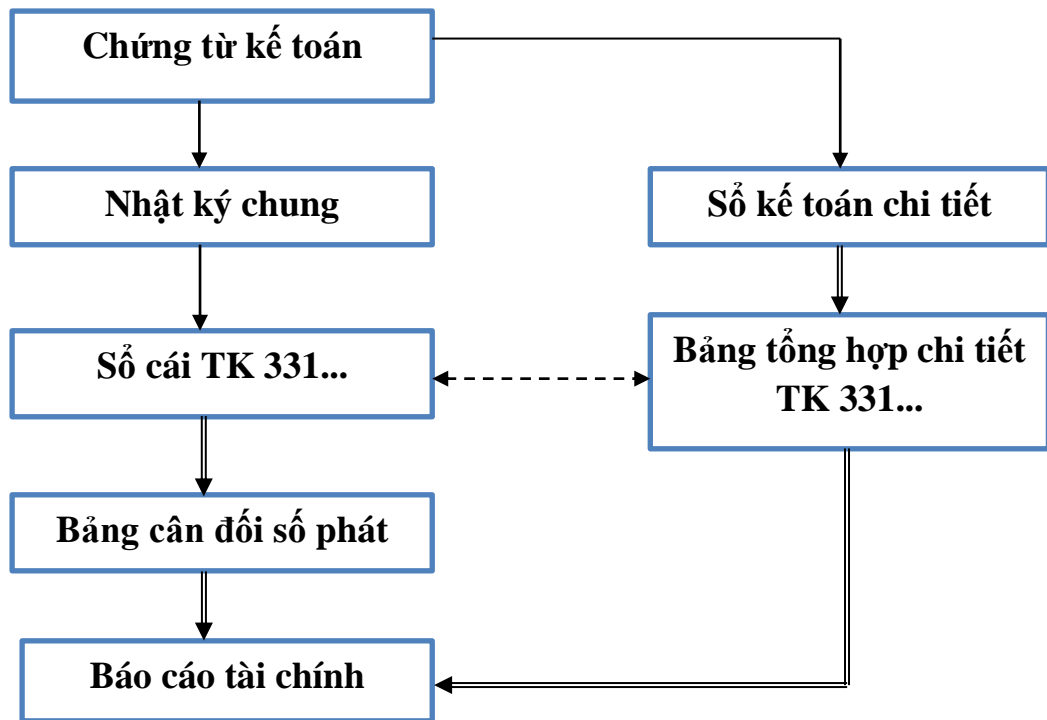 Chứng từ kế toán
Nhật ký chung
Sổ kế toán chi tiết
Sổ cái TK 331...
Bảng tổng hợp chi tiết
TK 331...
Bảng cân đối số phát
Báo cáo tài chính